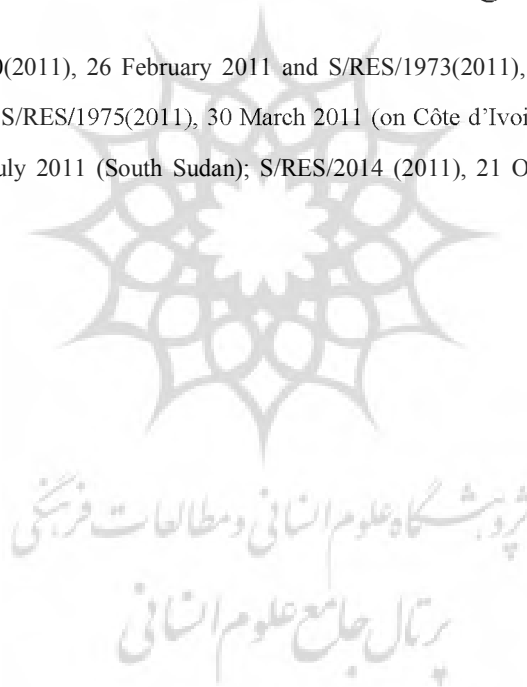 0(2011), 26 February 2011 and S/RES/1973(2011),
S/RES/1975(2011), 30 March 2011 (on Côte d'Ivoi
uly 2011 (South Sudan); S/RES/2014 (2011), 21 O
پژوهشگاه علوم انسانی و مطالعات فرهنگی
پرتال جامع علوم انسانی